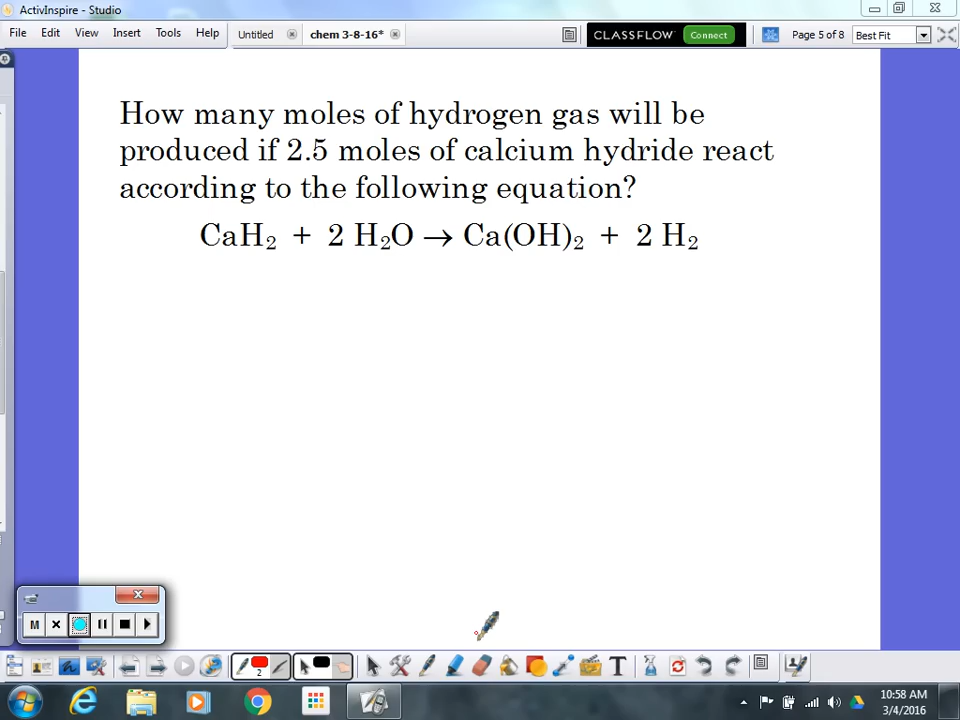 ActivInspire - Studio
File Edit View Insert Tools Help Untitled chem 3-8-16* CLASSFLOW Connect Page 5 of 8 Best Fit
How many moles of hydrogen gas will be
produced if 2.5 moles of calcium hydride react
according to the following equation?
CaH₂ + 2 H₂O → Ca(OH)₂ + 2 H₂
M
2
T
10:58 AM
3/4/2016